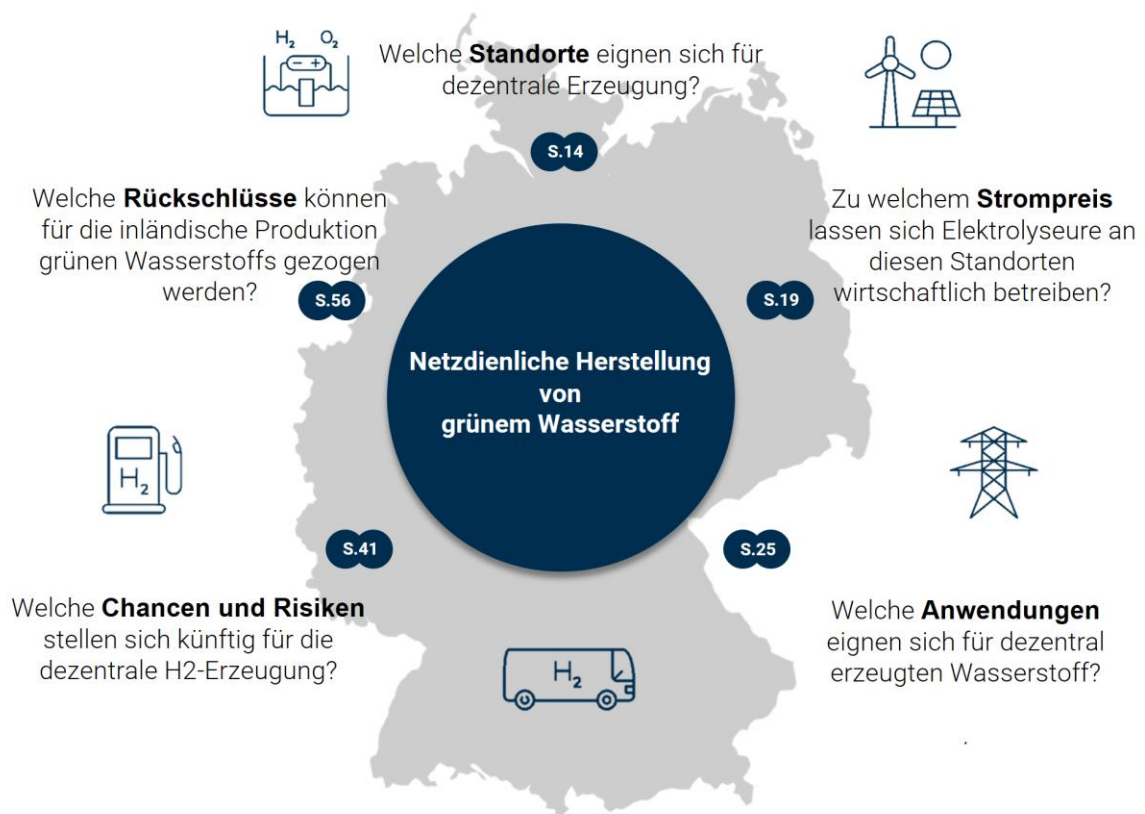 H₂ O₂
Welche Standorte eignen sich für
dezentrale Erzeugung?
S.14
Welche Rückschlüsse können
für die inländische Produktion
grünen Wasserstoffs gezogen
werden?
S.56
Zu welchem Strompreis
lassen sich Elektrolyseure an
diesen Standorten
wirtschaftlich betreiben?
S.19
Netzdienliche Herstellung
von
grünem Wasserstoff
H₂
S.41
Welche Chancen und Risiken
stellen sich künftig für die
dezentrale H2-Erzeugung?
S.25
Welche Anwendungen
eignen sich für dezentral
erzeugten Wasserstoff?
H₂
.